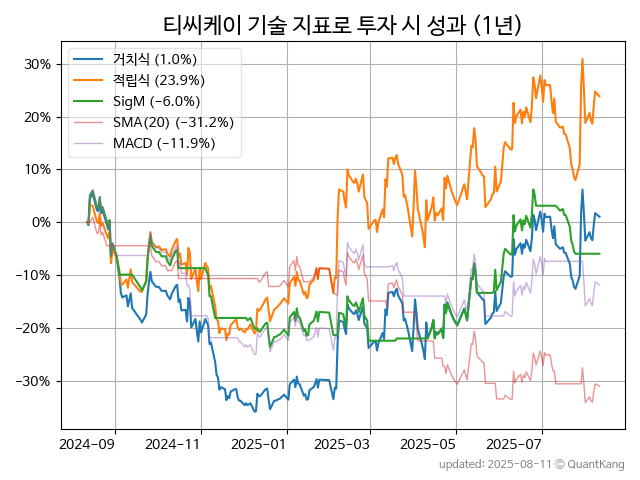 티씨케이 기술 지표로 투자 시 성과 (1년)
거치식 (1.0%)
적립식 (23.9%)
SigM (−6.0%)
SMA(20) (−31.2%)
MACD (−11.9%)
30%
20%
10%
0%
−10%
−20%
−30%
2024−09
2024−11
2025−01
2025−03
2025−05
2025−07
updated: 2025−08−11 © QuantKang